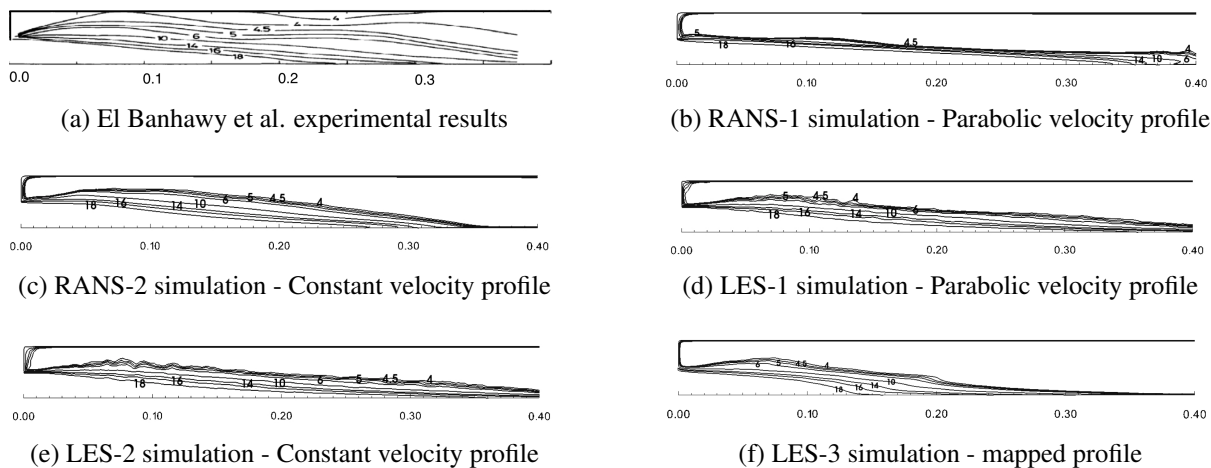 4 4 4
4.5
6 5
10
14 16
18
0.0 0.1 0.2 0.3
(a) El Banhawy et al. experimental results
5 4.5 4
18 10 14 10 6
0.00 0.10 0.20 0.30 0.40
(b) RANS-1 simulation - Parabolic velocity profile
18 16 14 10 6 5 4.5 4
0.00 0.10 0.20 0.30 0.40
(c) RANS-2 simulation - Constant velocity profile
5 4.5 4
18 16 14 10 6
0.00 0.10 0.20 0.30 0.40
(d) LES-1 simulation - Parabolic velocity profile
18 16 14 10 6 5 4.5 4
0.00 0.10 0.20 0.30 0.40
(e) LES-2 simulation - Constant velocity profile
6 5 4.5 4
18 16 14 10
0.00 0.10 0.20 0.30 0.40
(f) LES-3 simulation - mapped profile